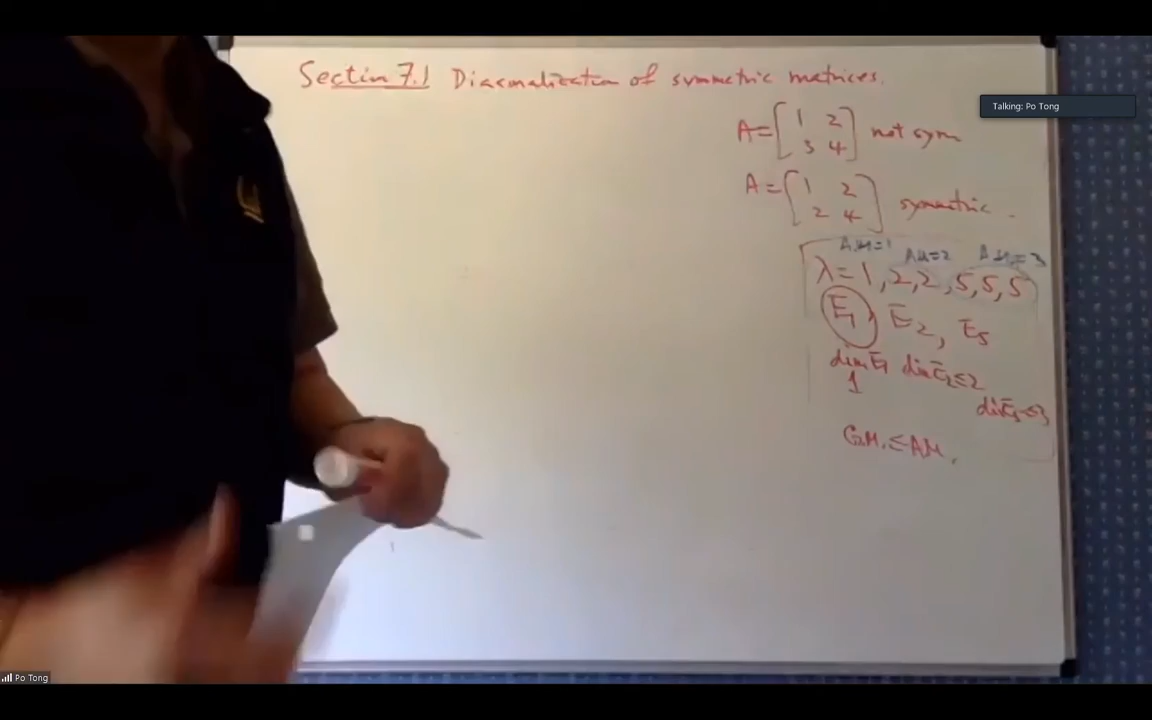 Section 7.1 Diagonalization of symmetric matrices.
Talking: Po Tong
A = [1 2
3 4] not sym
A = [1 2
2 4] symmetric.
AM=1 AM=2 AM=3
λ = 1, 2, 2, 5, 5, 5
E1, E2, E5
dim E1 dim E2 ≤ 2
1
dim E5 ≤ 3
G.M. ≤ AM.
Po Tong